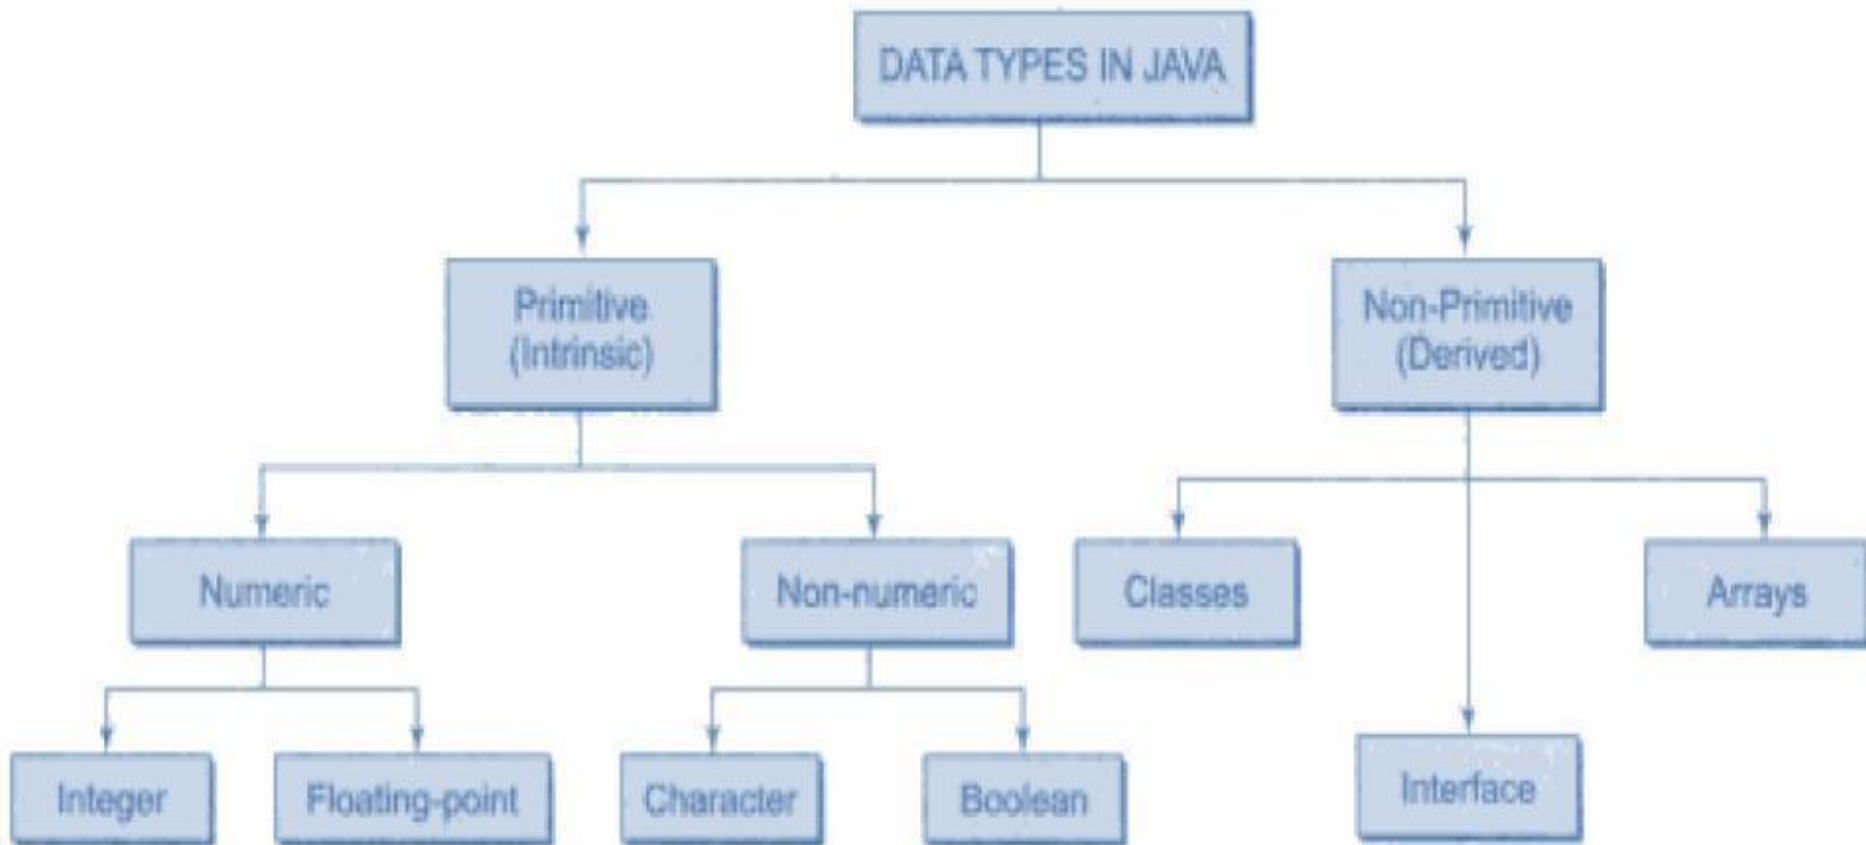 DATA TYPES IN JAVA
Primitive
(Intrinsic)
Non-Primitive
(Derived)
Numeric
Non-numeric
Classes
Arrays
Integer
Floating-point
Character
Boolean
Interface